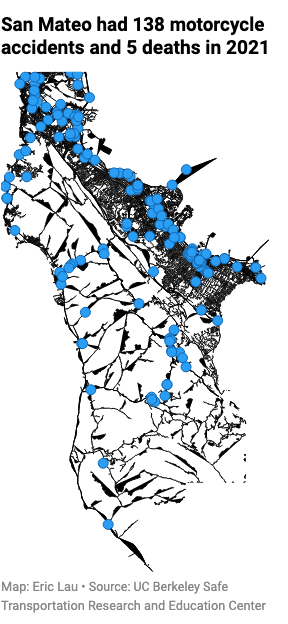 San Mateo had 138 motorcycle
accidents and 5 deaths in 2021
Map: Eric Lau • Source: UC Berkeley Safe
Transportation Research and Education Center